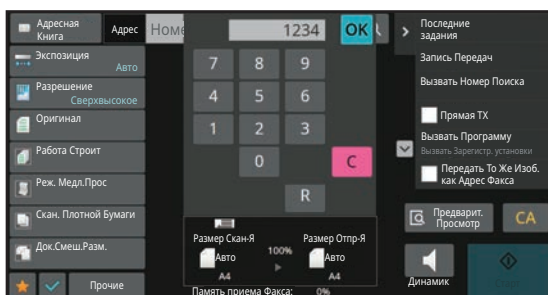 Адресная
Книга
Адрес
Номе
1234
OK
Последние
задания
Экспозиция
Авто
7 8 9
Запись Передач
Вызвать Номер Поиска
Разрешение
Сверхвысокое
4 5 6
Оригинал
1 2 3
Прямая TX
Вызвать Программу
Вызвать Зарегистр. установки
Работа Строит
0 C
Передать То Же Изоб.
как Адрес Факса
Реж. Медл.Прос
R
Скан. Плотной Бумаги
Предварит.
Просмотр
CA
Размер Скан-Я
Размер Отпр-Я
100%
Док.Смеш.Разм.
Авто
Авто
A4
A4
Динамик
Старт
Прочие
Память приема Факса: 0%